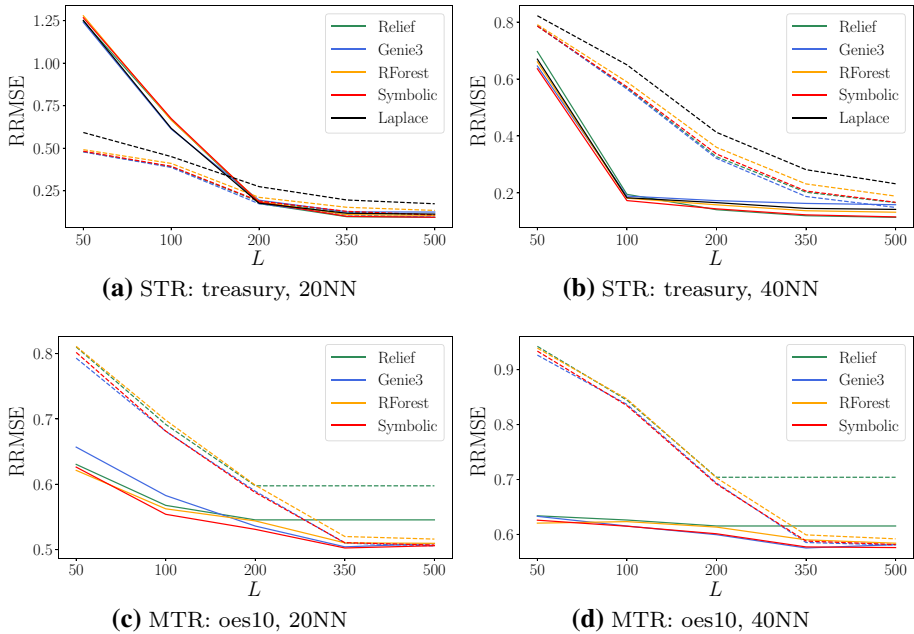 1.25
1.00
0.75
0.50
0.25
RRMSE
Relief
Genie3
RForest
Symbolic
Laplace
50
100
200
350
500
L
(a) STR: treasury, 20NN
0.8
0.6
0.4
0.2
RRMSE
Relief
Genie3
RForest
Symbolic
Laplace
50
100
200
350
500
L
(b) STR: treasury, 40NN
0.8
0.7
0.6
0.5
RRMSE
Relief
Genie3
RForest
Symbolic
50
100
200
350
500
L
(c) MTR: oes10, 20NN
0.9
0.8
0.7
0.6
RRMSE
Relief
Genie3
RForest
Symbolic
50
100
200
350
500
L
(d) MTR: oes10, 40NN